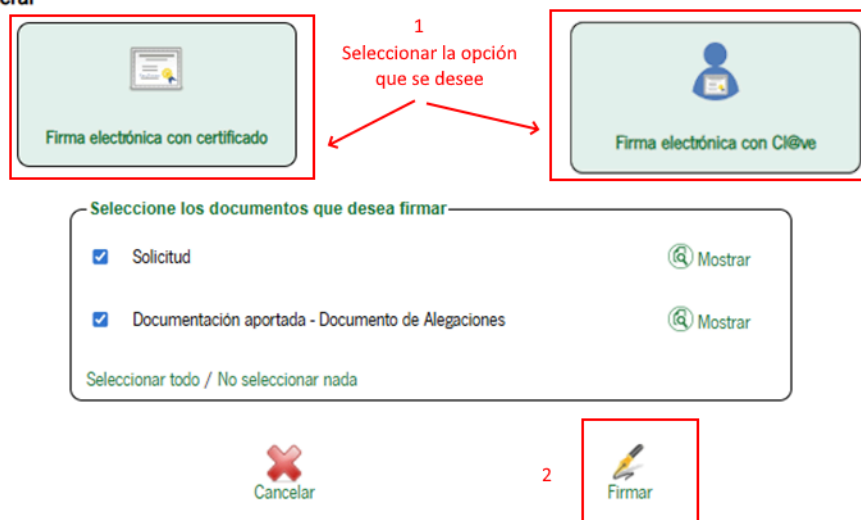 1
Seleccionar la opción
que se desee
Firma electrónica con certificado
Firma electrónica con Cl@ve
Seleccione los documentos que desea firmar
Solicitud
Mostrar
Documentación aportada - Documento de Alegaciones
Mostrar
Seleccionar todo / No seleccionar nada
Cancelar
2
Firmar